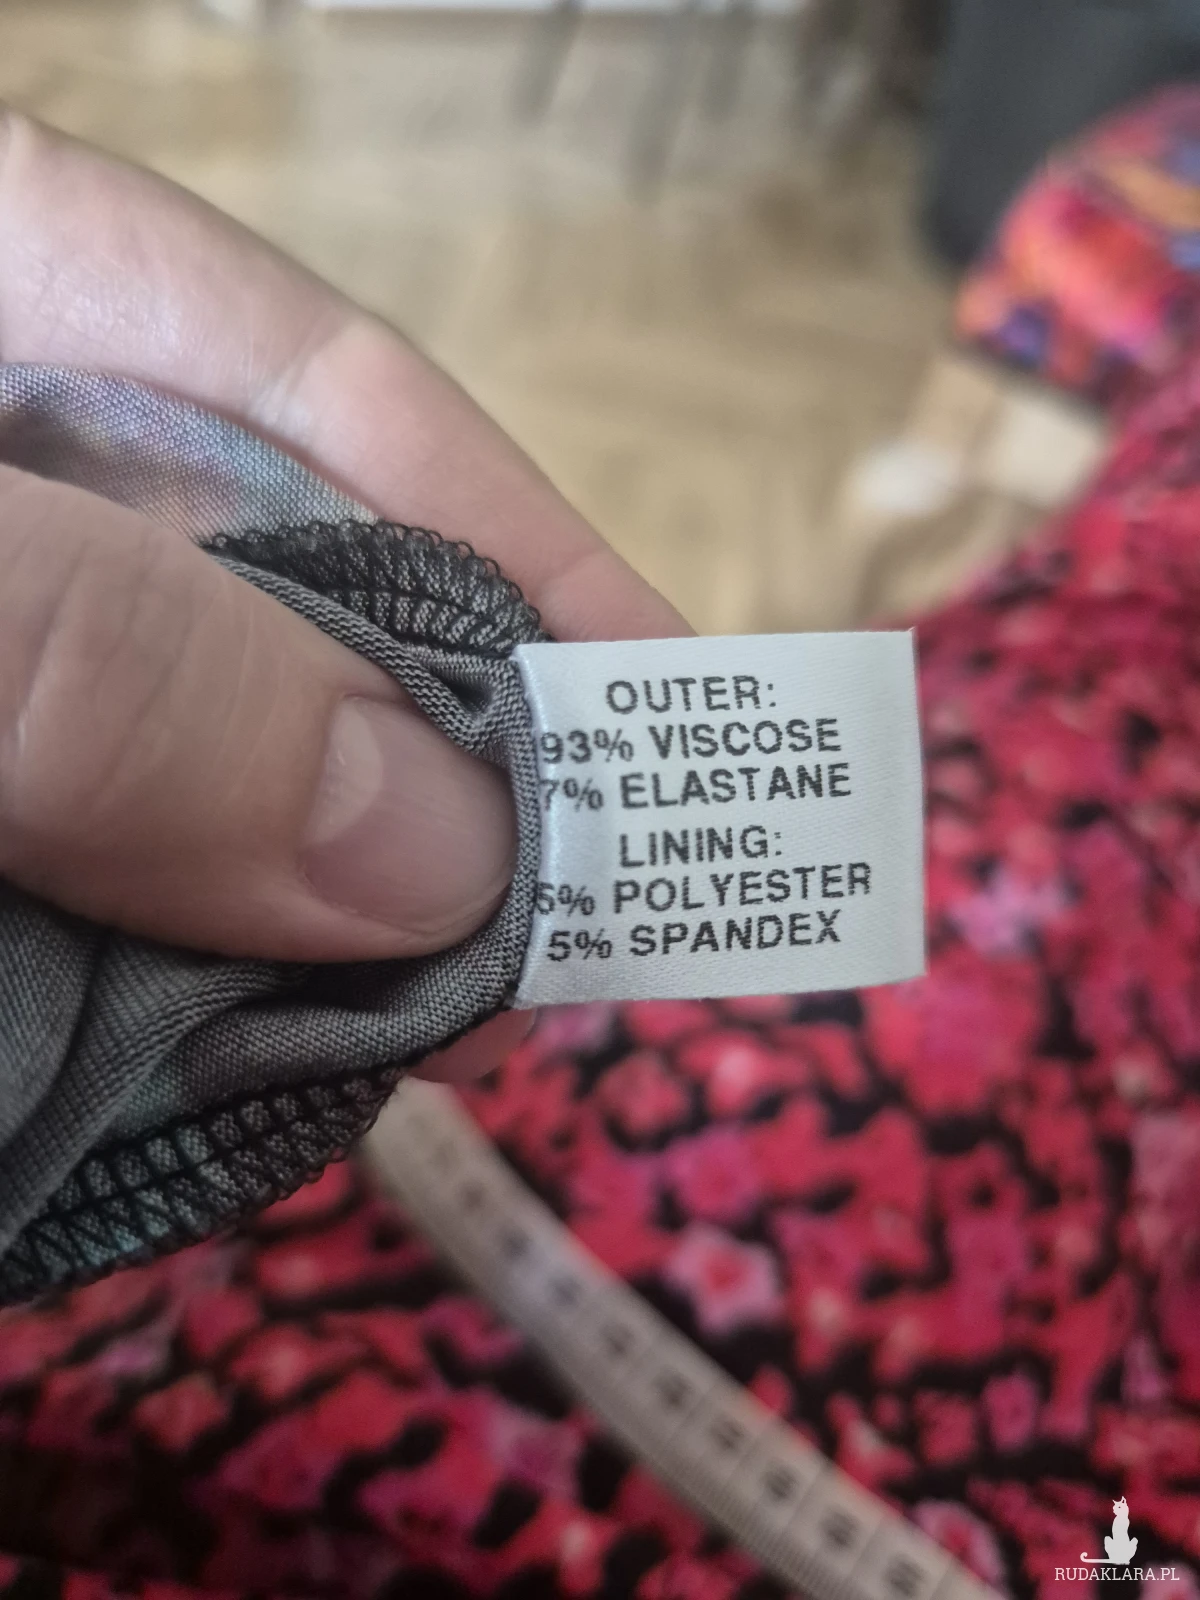 OUTER:
93% VISCOSE
7% ELASTANE
LINING:
5% POLYESTER
5% SPANDEX
RUDAKLARA.PL